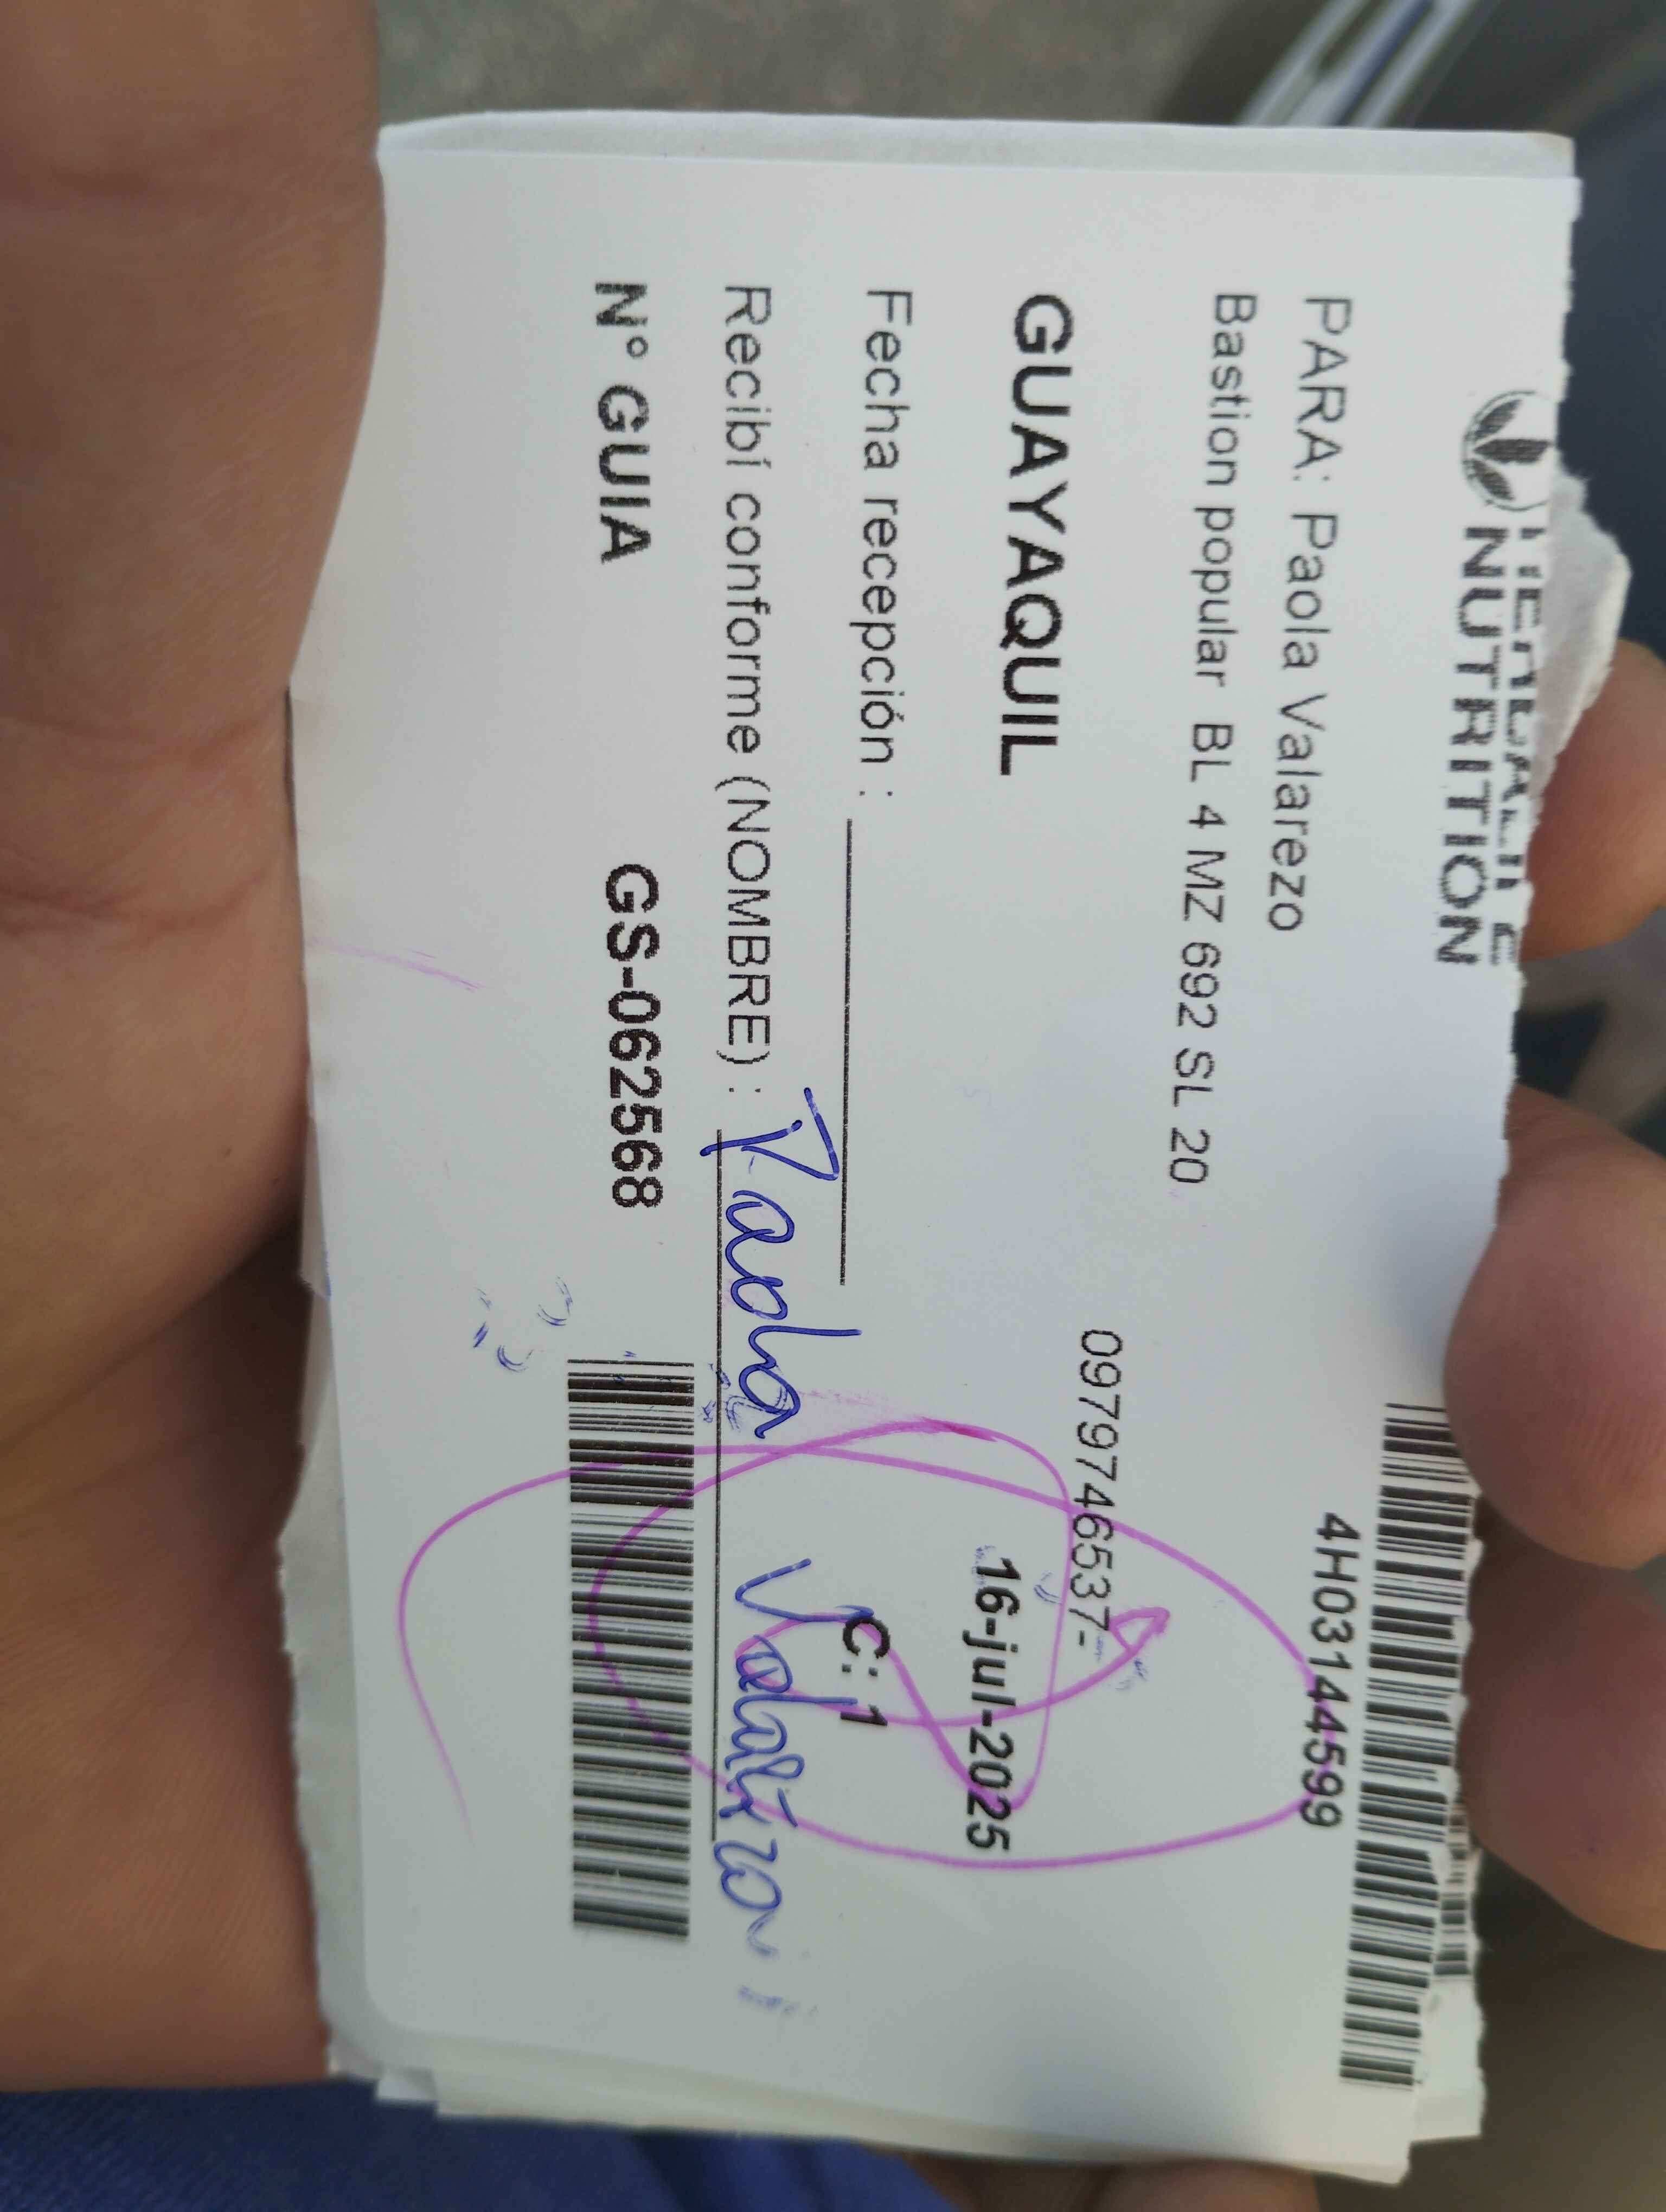 NUTRITION
PARA: Paola Valarezo
4H03144599
Bastion popular BL 4 MZ 692 SL 20
0979746537-
GUAYAQUIL
16-jul-2025
Fecha recepción :
C: 1
Recibí conforme (NOMBRE) : Paola
N° GUIA GS-062568